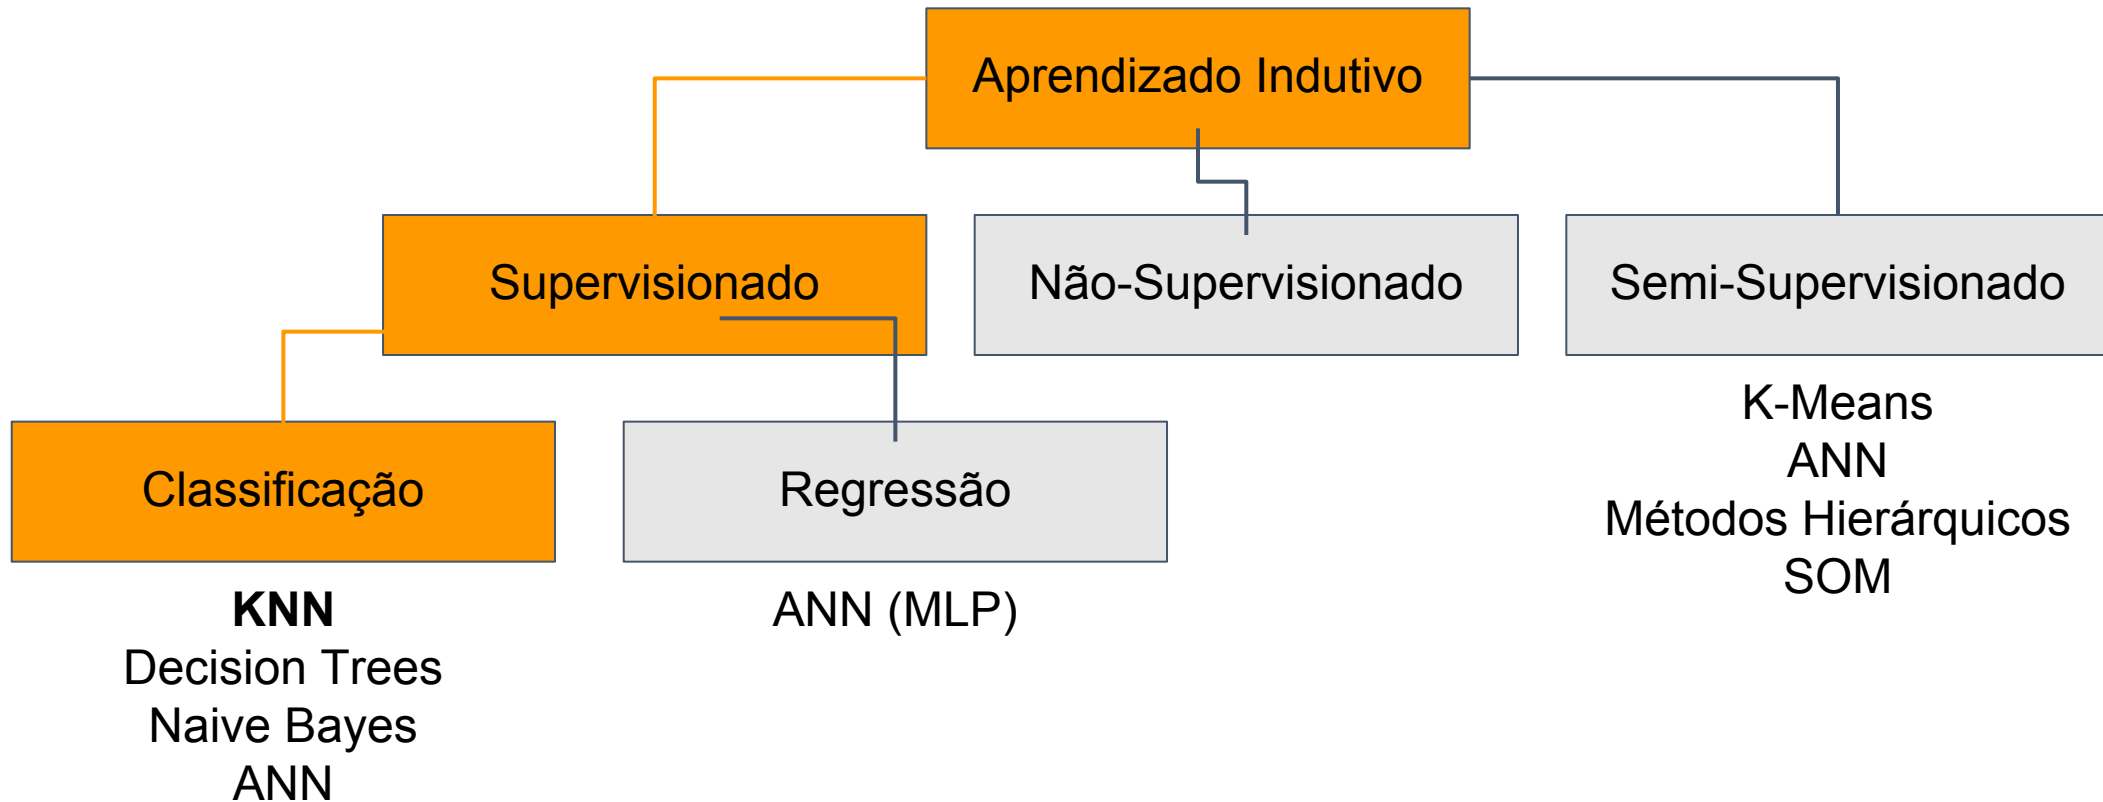 Aprendizado Indutivo
Supervisionado
Não-Supervisionado
Semi-Supervisionado
Classificação
Regressão
K-Means
ANN
Métodos Hierárquicos
SOM
KNN
Decision Trees
Naive Bayes
ANN
ANN (MLP)